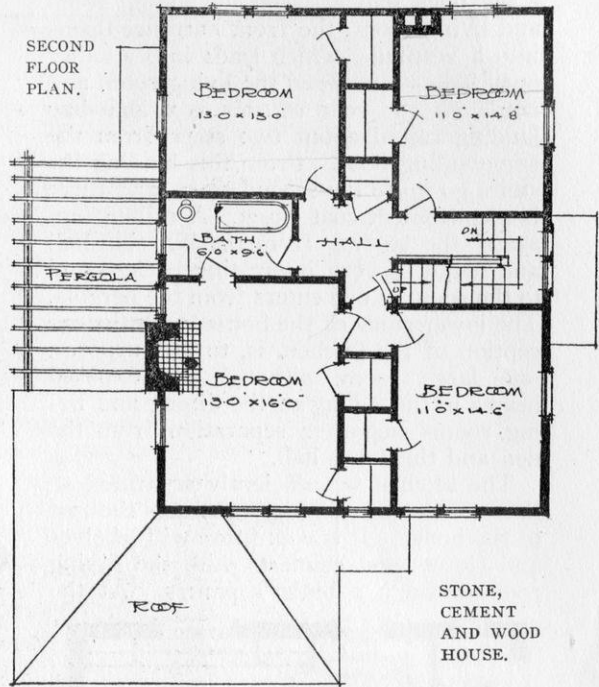 SECOND
FLOOR
PLAN.
BEDROOM
13·0 × 13·0"
BEDROOM
11·0 × 14·8
BATH
6·0" × 9·6"
HALL
DN
UP
PERGOLA
BEDROOM
13·0" × 16·0"
BEDROOM
11·0" × 14·6"
ROOF
STONE,
CEMENT
AND WOOD
HOUSE.